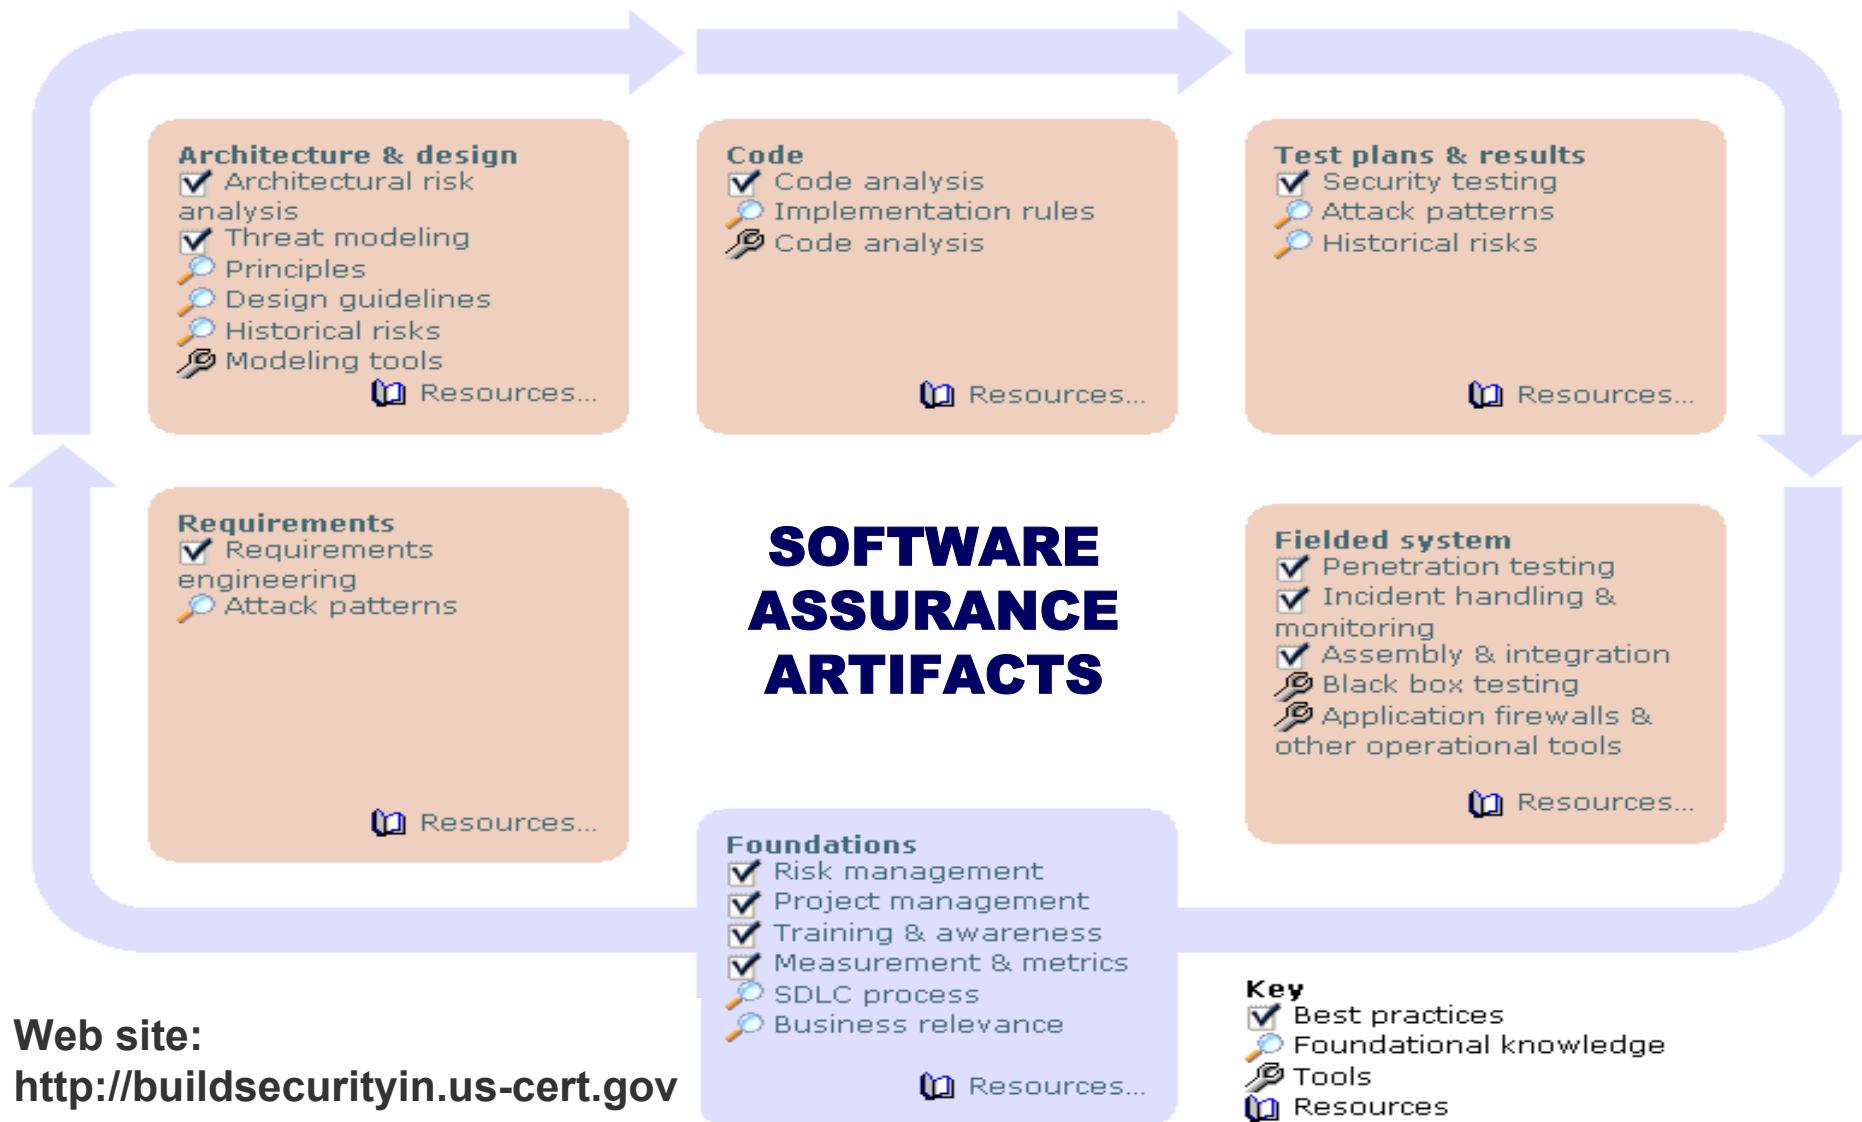 Architecture & design
Architectural risk
analysis
Threat modeling
Principles
Design guidelines
Historical risks
Modeling tools
Resources...
Code
Code analysis
Implementation rules
Code analysis
Resources...
Test plans & results
Security testing
Attack patterns
Historical risks
Resources...
Requirements
Requirements
engineering
Attack patterns
Resources...
SOFTWARE
ASSURANCE
ARTIFACTS
Fielded system
Penetration testing
Incident handling &
monitoring
Assembly & integration
Black box testing
Application firewalls &
other operational tools
Resources...
Foundations
Risk management
Project management
Training & awareness
Measurement & metrics
SDLC process
Business relevance
Resources...
Web site:
http://buildsecurityin.us-cert.gov
Key
Best practices
Foundational knowledge
Tools
Resources